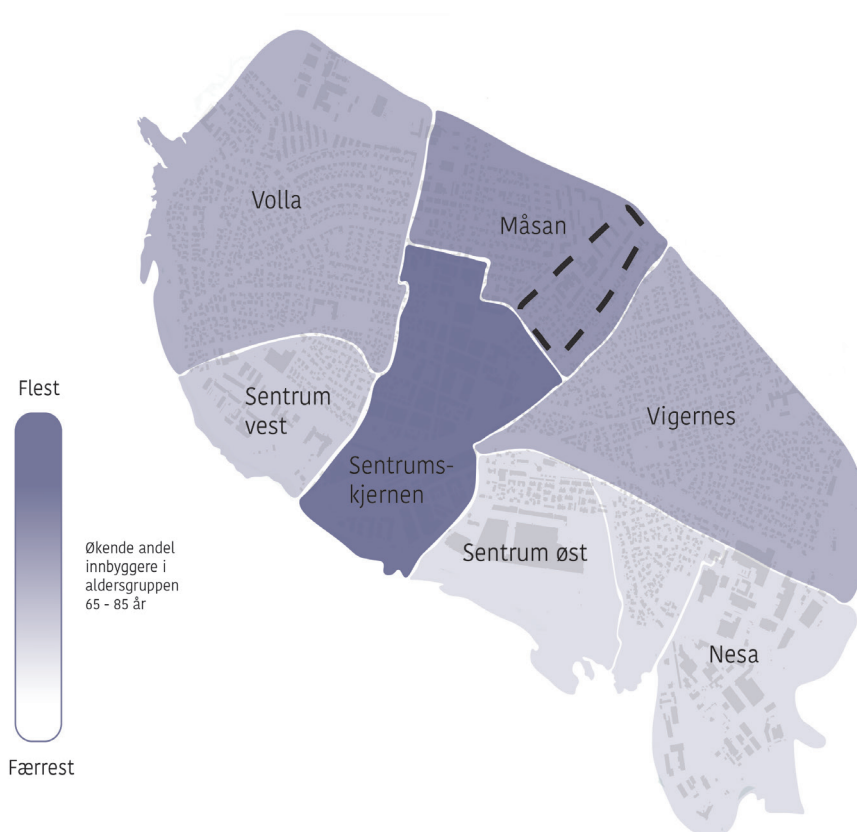 Volla
Måsan
Flest
Sentrum
vest
Vigernes
Sentrums-
kjernen
Økende andel
innbyggere i
aldersgruppen
65 - 85 år
Sentrum øst
Nesa
Færrest